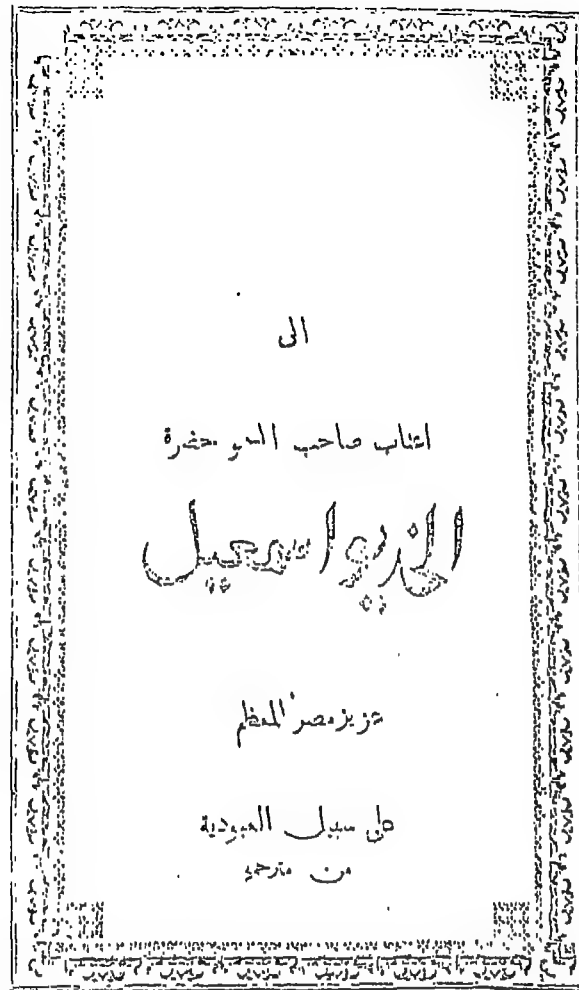 الى
اعتاب صاحب السمو حضرة
الخديو اسمعيل
عزيز مصر المعظم
على سبيل العبودية
من مترجمه